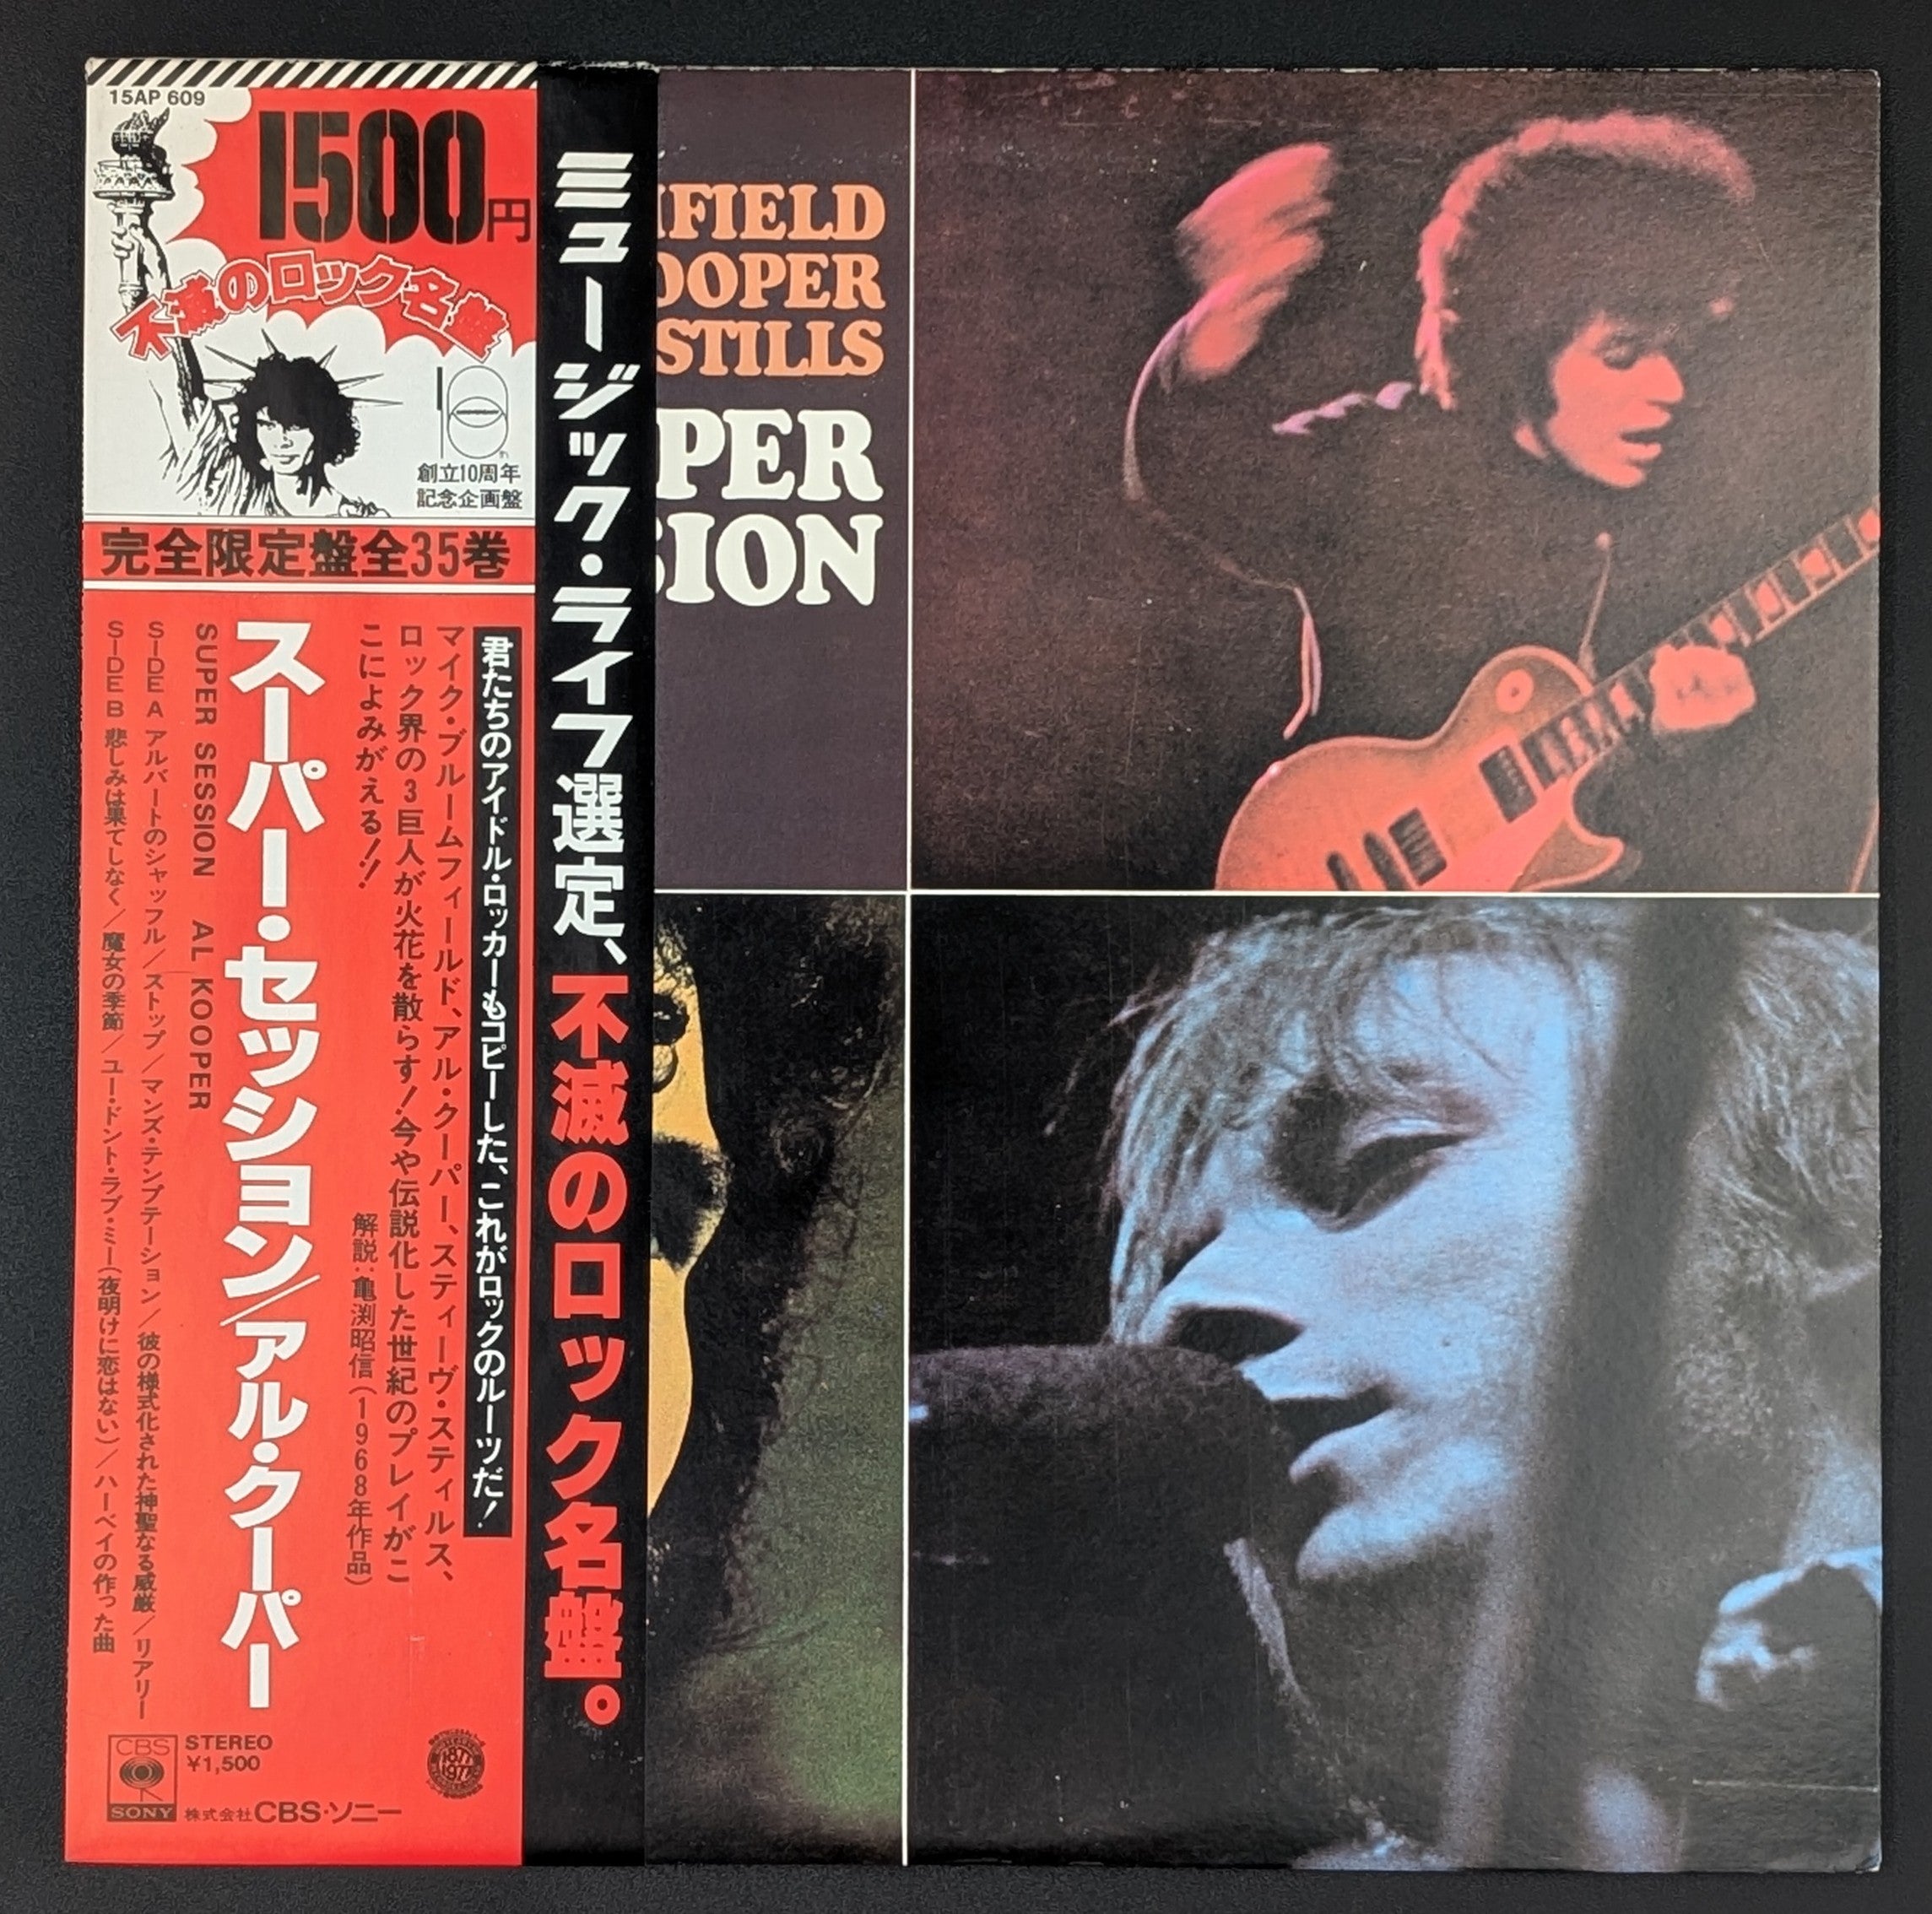 15AP 609
1500円
不滅のロック名盤
創立10周年
記念企画盤
完全限定盤全35巻
ミュージック・ライフ選定、不滅のロック名盤。
君たちのアイドル・ロッカーもコピーした、これがロックのルーツだ!
マイク・ブルームフィールド、アル・クーパー、スティーヴ・スティルス、
ロック界の3巨人が火花を散らす!今や伝説化した世紀のプレイがこ
こによみがえる!!
解説:亀渕昭信(1968年作品)
スーパー・セッション/アル・クーパー
SUPER SESSION AL KOOPER
SIDE A アルバートのシャッフル/ストップ/マンズ・テンプテーション/彼の様式化された神聖なる威厳/リアリー
SIDE B 悲しみは果てしなく/魔女の季節/ユー・ドント・ラブ・ミー(夜明けに恋はない)/ハーベイの作った曲
CBS
SONY
STEREO
¥1,500
株式会社CBS・ソニー
1877
1977
FIELD
OOPER
STILLS
PER
SION